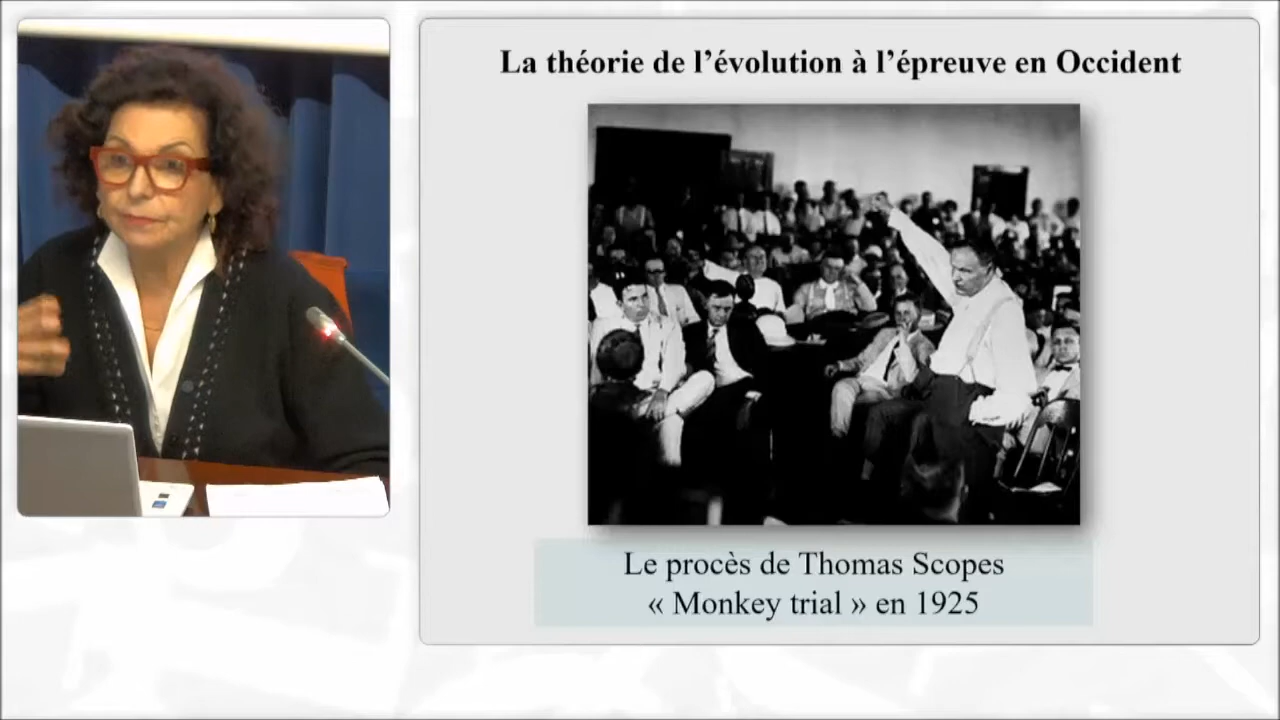 La théorie de l’évolution à l’épreuve en Occident
Le procès de Thomas Scopes
« Monkey trial » en 1925